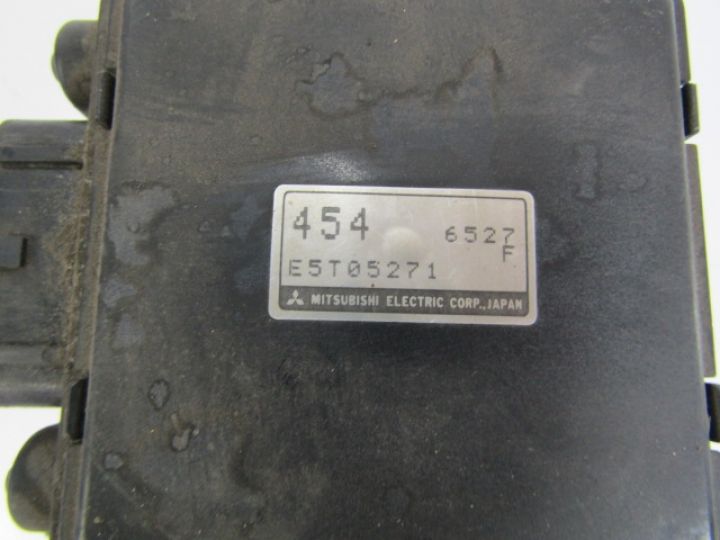 454 6527
F
E5T05271
MITSUBISHI ELECTRIC CORP., JAPAN